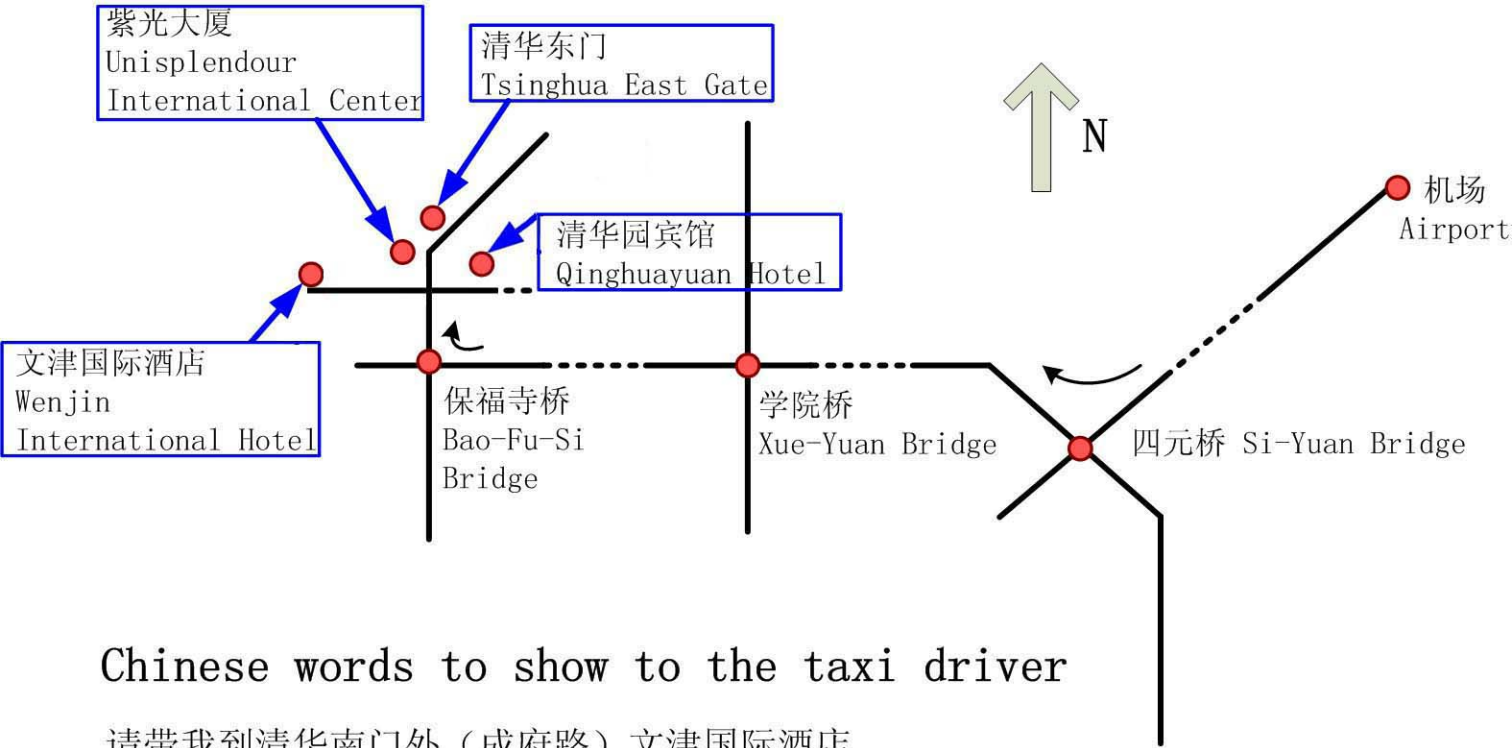 紫光大厦
Unisplendour
International Center
清华东门
Tsinghua East Gate
N
机场
Airport
清华园宾馆
Qinghuayuan Hotel
文津国际酒店
Wenjin
International Hotel
保福寺桥
Bao-Fu-Si
Bridge
学院桥
Xue-Yuan Bridge
四元桥 Si-Yuan Bridge
Chinese words to show to the taxi driver
请带我到清华南门外（成府路）文津国际酒店